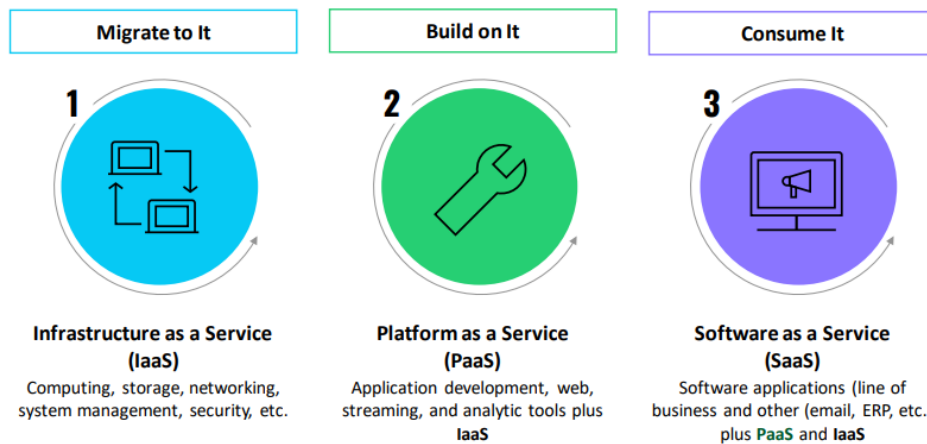 Migrate to It
Build on It
Consume It
1
2
3
Infrastructure as a Service
(IaaS)
Computing, storage, networking,
system management, security, etc.
Platform as a Service
(PaaS)
Application development, web,
streaming, and analytic tools plus
IaaS
Software as a Service
(SaaS)
Software applications (line of
business and other (email, ERP, etc.
plus PaaS and IaaS